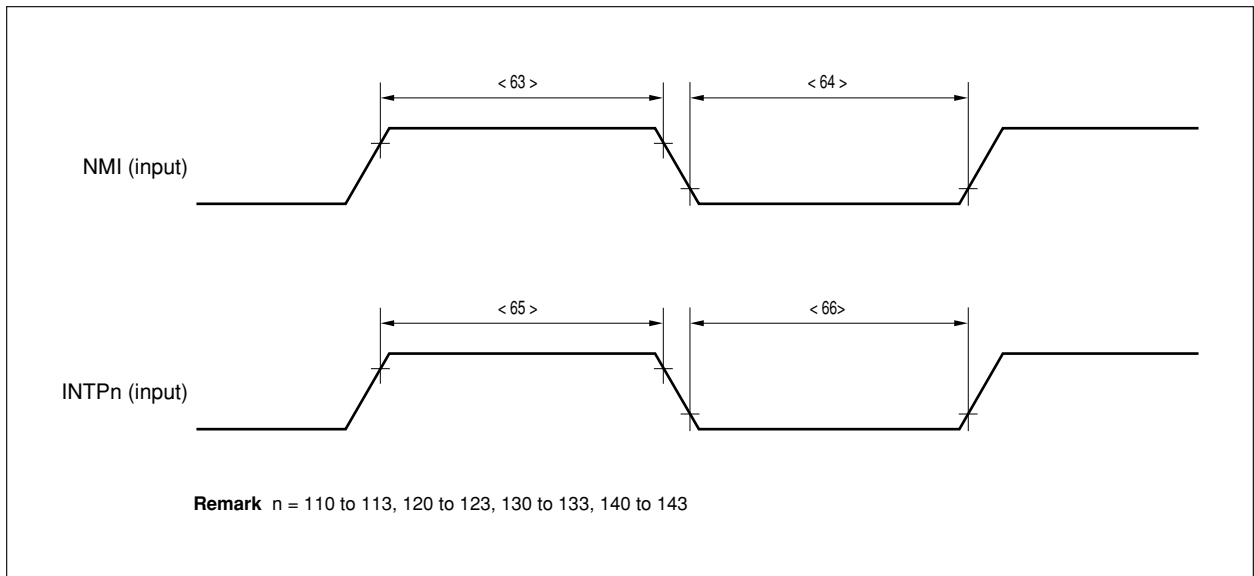 < 63 > < 64 >
NMI (input)
< 65 > < 66>
INTPn (input)
Remark n = 110 to 113, 120 to 123, 130 to 133, 140 to 143